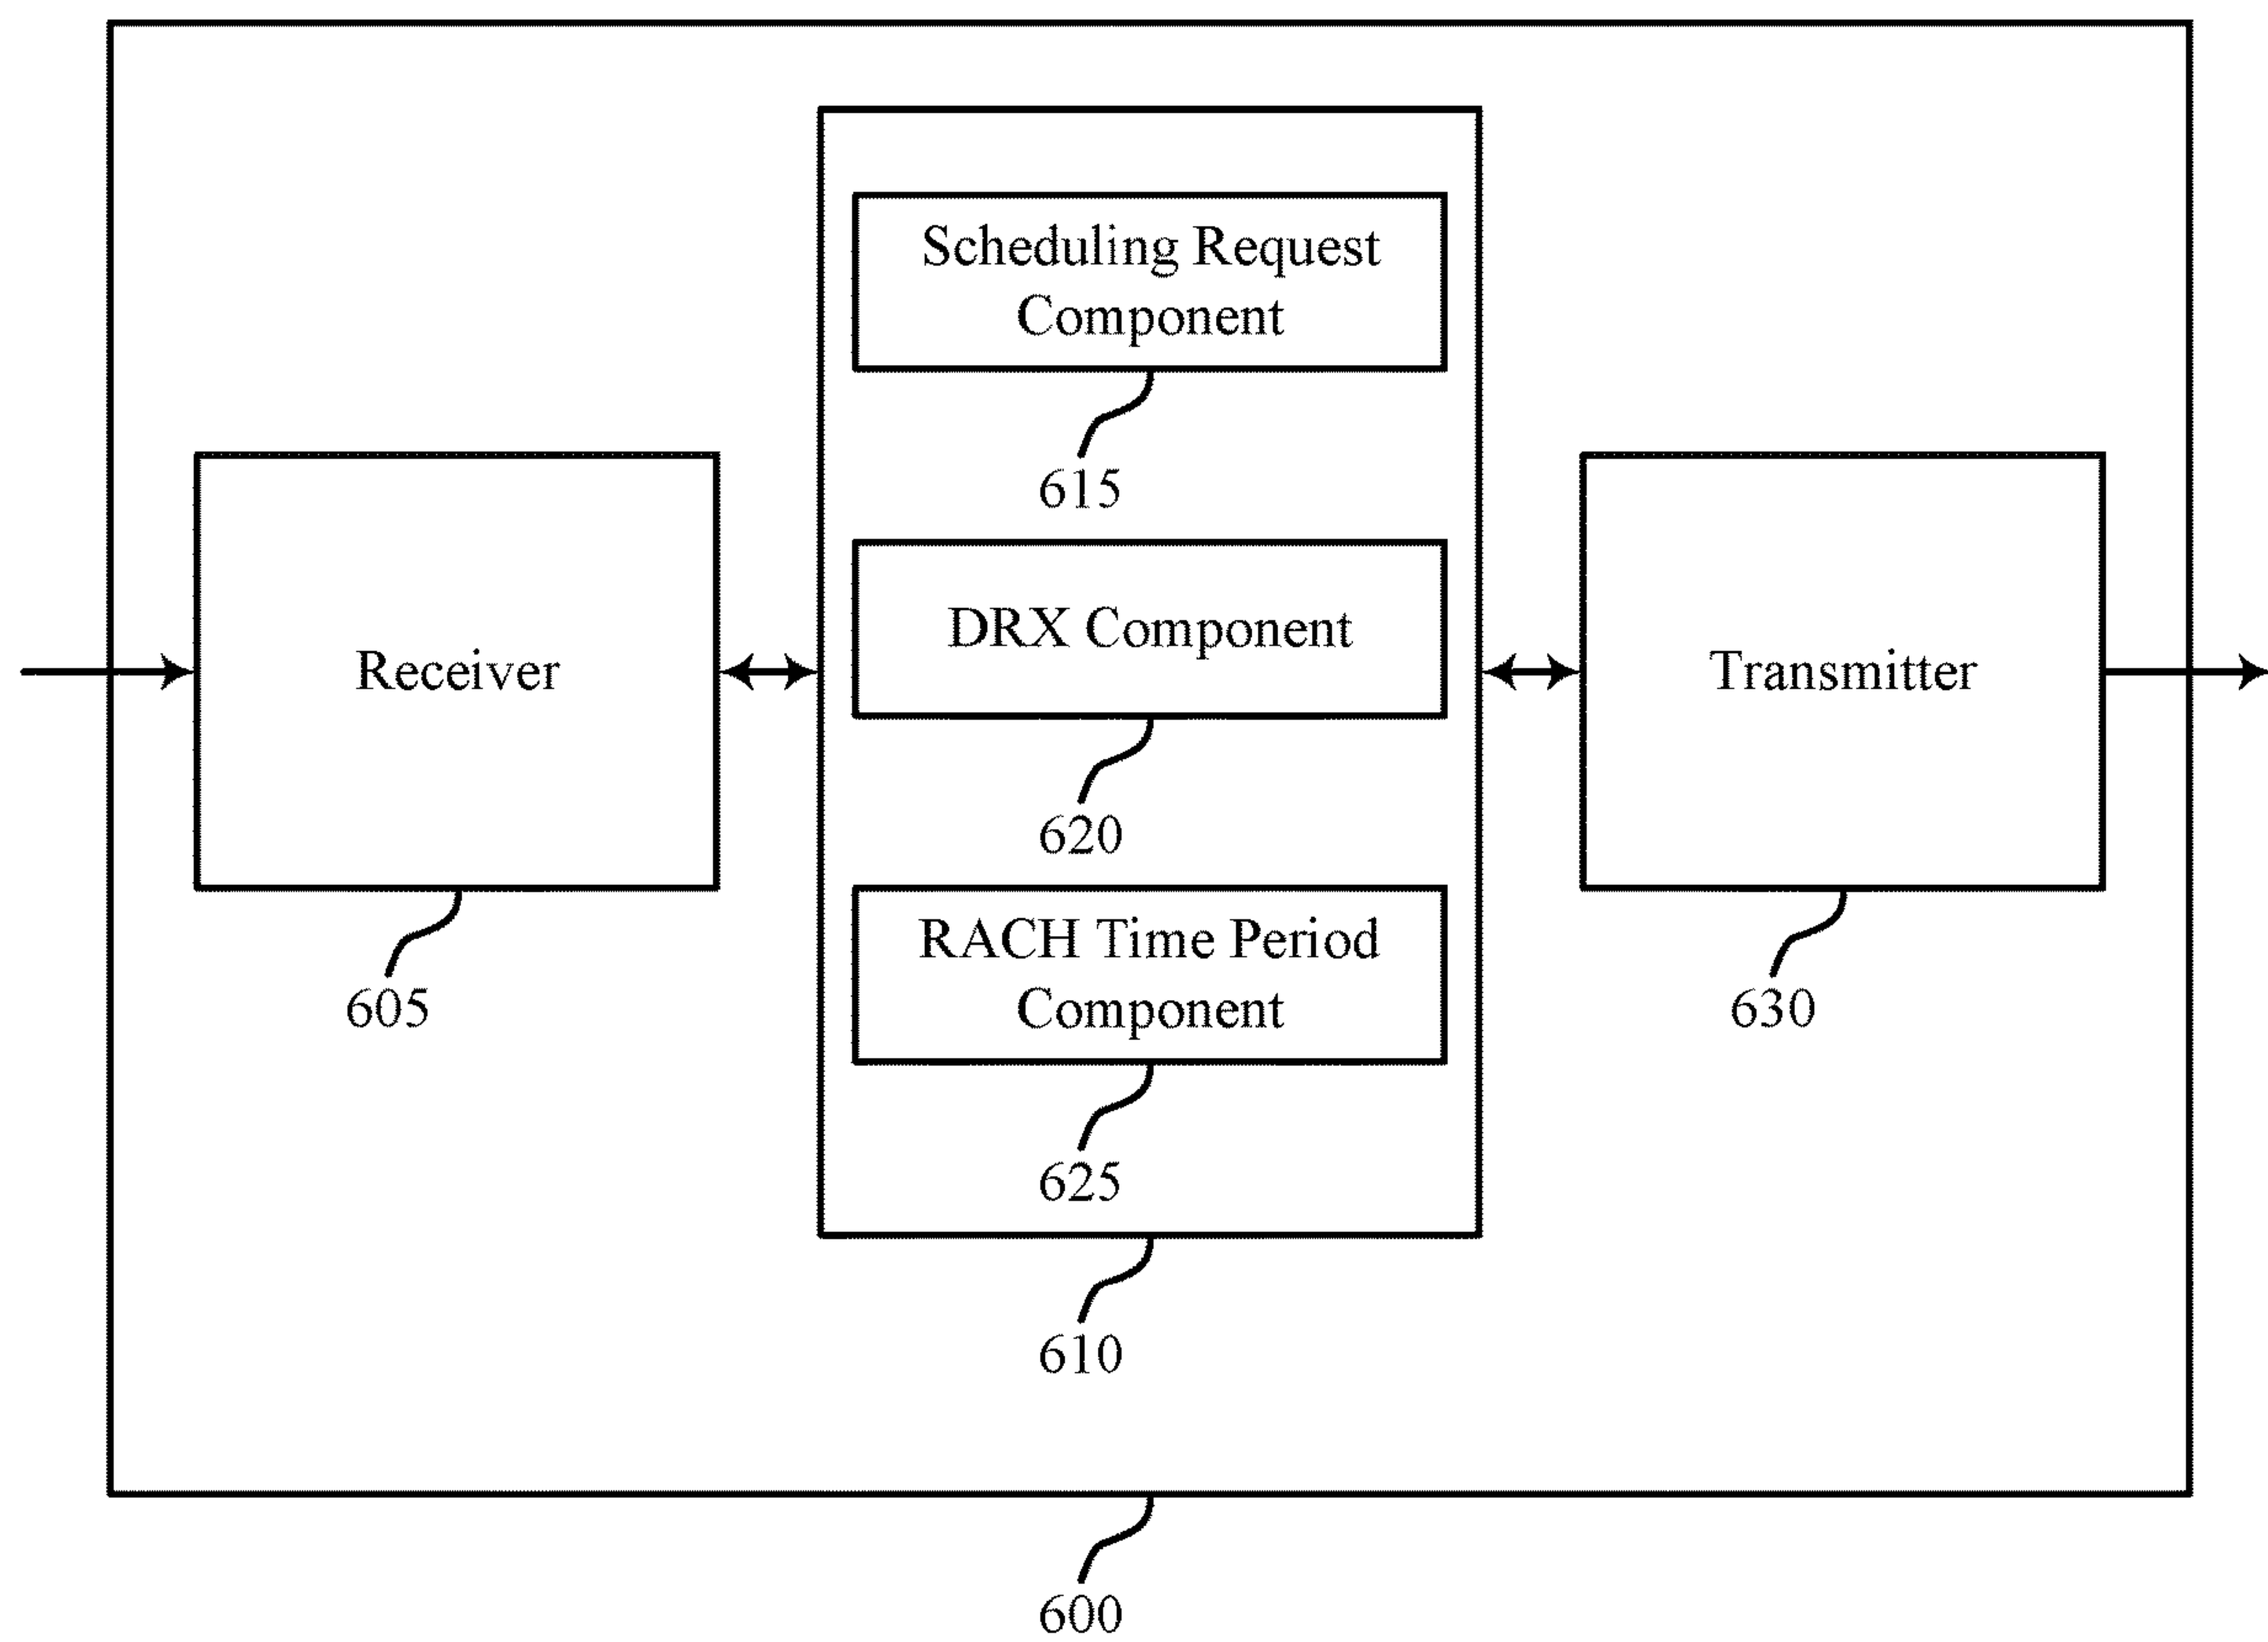 Scheduling Request
Component
615
Receiver
605
DRX Component
620
RACH Time Period
Component
625
610
Transmitter
630
600